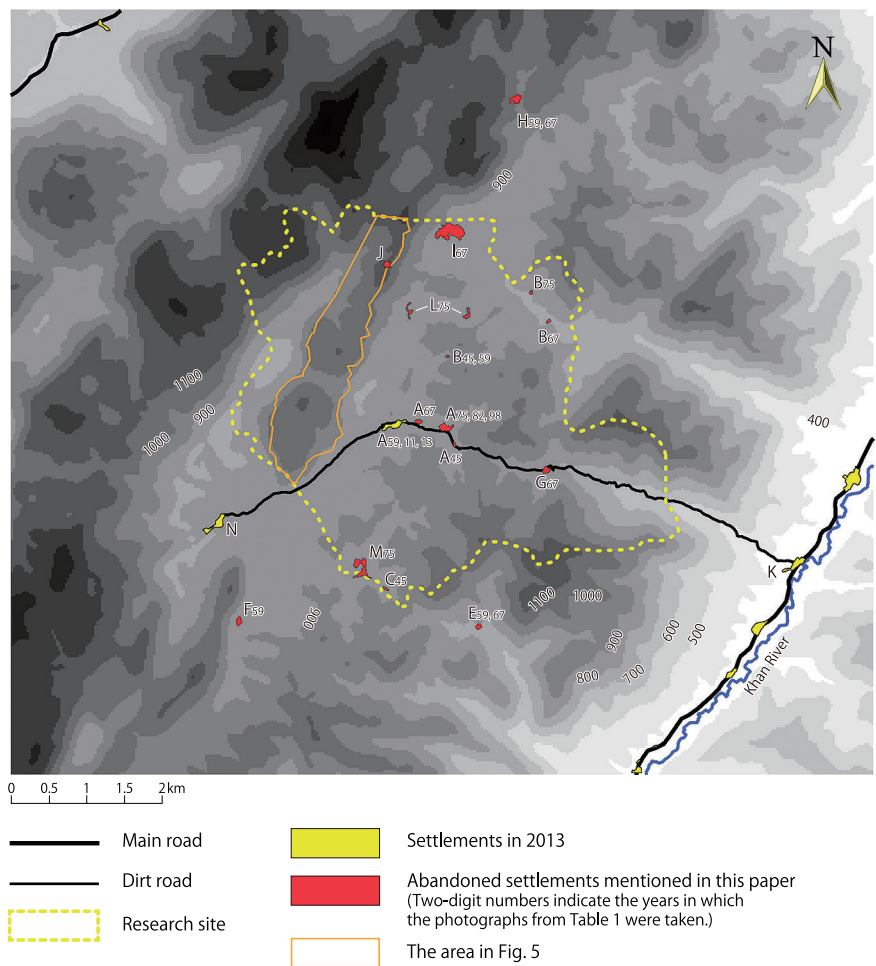 N
H59, 67
900
I67
J
B75
L75
B67
B45, 59
1100
900
1000
A67
A75, 82, 98
A59, 11, 13
A45
400
G67
N
M75
K
C45
F59
900
E59, 67
1100
1000
900
600
500
800
700
Khan River
0 0.5 1 1.5 2 km
Main road
Settlements in 2013
Dirt road
Abandoned settlements mentioned in this paper
(Two-digit numbers indicate the years in which
the photographs from Table 1 were taken.)
Research site
The area in Fig. 5